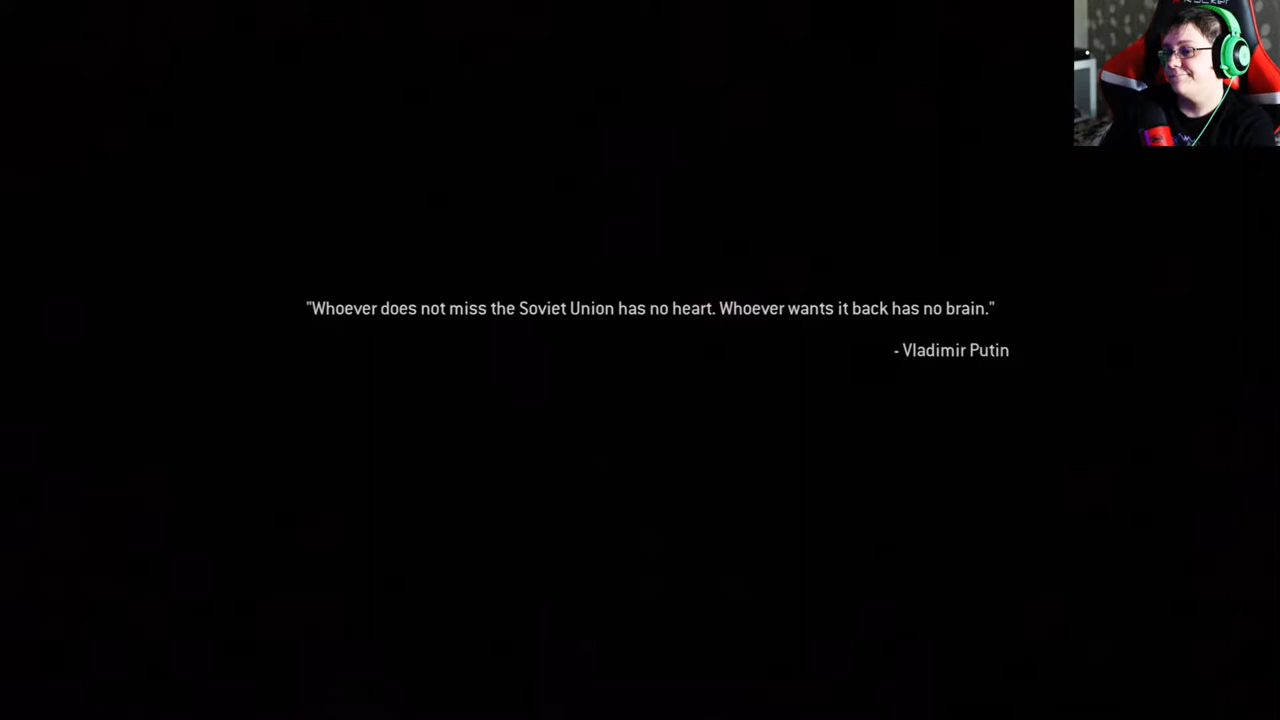 "Whoever does not miss the Soviet Union has no heart. Whoever wants it back has no brain."
- Vladimir Putin